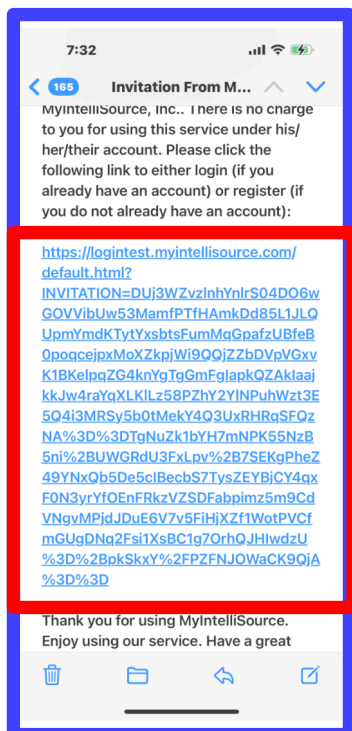 7:32
165
Invitation From M...
MyIntelliSource, Inc.. There is no charge
to you for using this service under his/
her/their account. Please click the
following link to either login (if you
already have an account) or register (if
you do not already have an account):
https://logintest.myintellisource.com/
default.html?
INVITATION=DUj3WZvzlnhYnlrS04DO6w
GOVVibUw53MamfPTfHAmkDd85L1JLQ
UpmYmdKTytYxsbtsFumMqGpafzUBfeB
0poqcejpxMoXZkpjWi9QQjZZbDVpVGxv
K1BKelpqZG4knYgTgGmFglapkQZAklaaj
kkJw4raYqXLKlLz58PZhY2YlNPuhWzt3E
5Q4i3MRSy5b0tMekY4Q3UxRHRqSFQz
NA%3D%3DTgNuZk1bYH7mNPK55NzB
5ni%2BUWGRdU3FxLpv%2B7SEKgPheZ
49YNxQb5De5clBecbS7TysZEYBjCY4qx
F0N3yrYfOEnFRkzVZSDFabpimz5m9Cd
VNgvMPjdJDuE6V7v5FiHjXZf1WotPVCf
mGUgDNq2Fsi1XsBC1g7OrhQJHIwdzU
%3D%2BpkSkxY%2FPZFNJOWaCK9QjA
%3D%3D
Thank you for using MyIntelliSource.
Enjoy using our service. Have a great